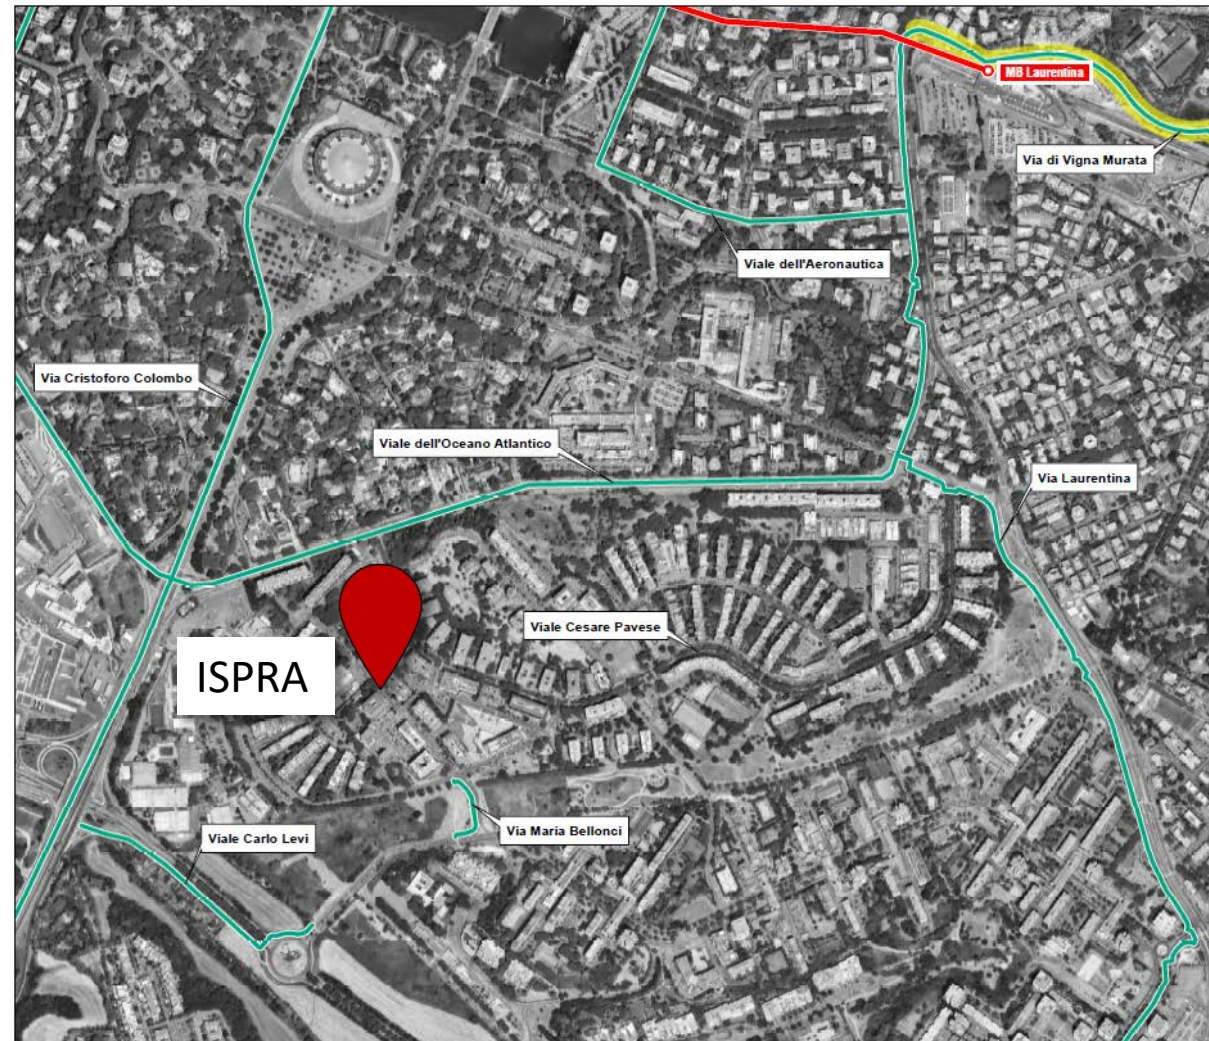 MB Laurentina
Via di Vigna Murata
Viale dell'Aeronautica
Via Cristoforo Colombo
Viale dell'Oceano Atlantico
Via Laurentina
Viale Cesare Pavese
ISPRA
Via Maria Bellonci
Viale Carlo Levi